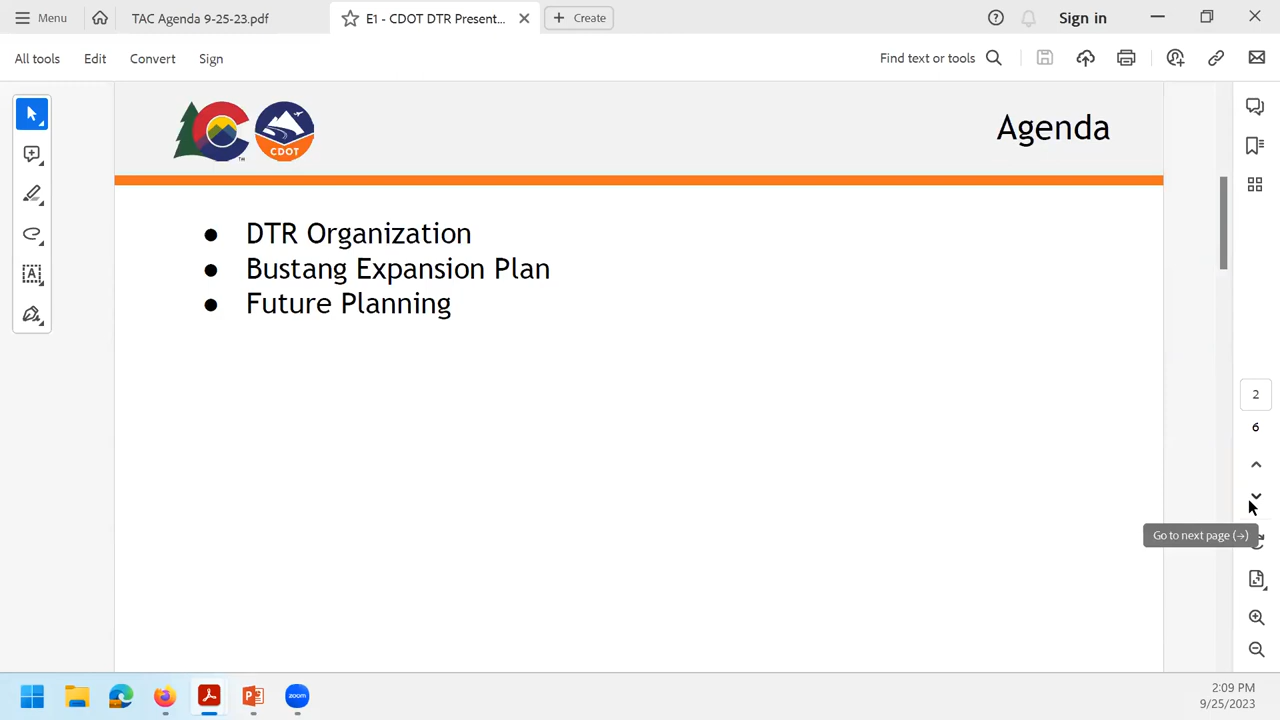 Menu
TAC Agenda 9-25-23.pdf
E1 - CDOT DTR Present...
Create
Sign in
All tools
Edit
Convert
Sign
Find text or tools
C
TM
CDOT
Agenda
● DTR Organization
● Bustang Expansion Plan
● Future Planning
2
6
Go to next page (→)
zoom
2:09 PM
9/25/2023